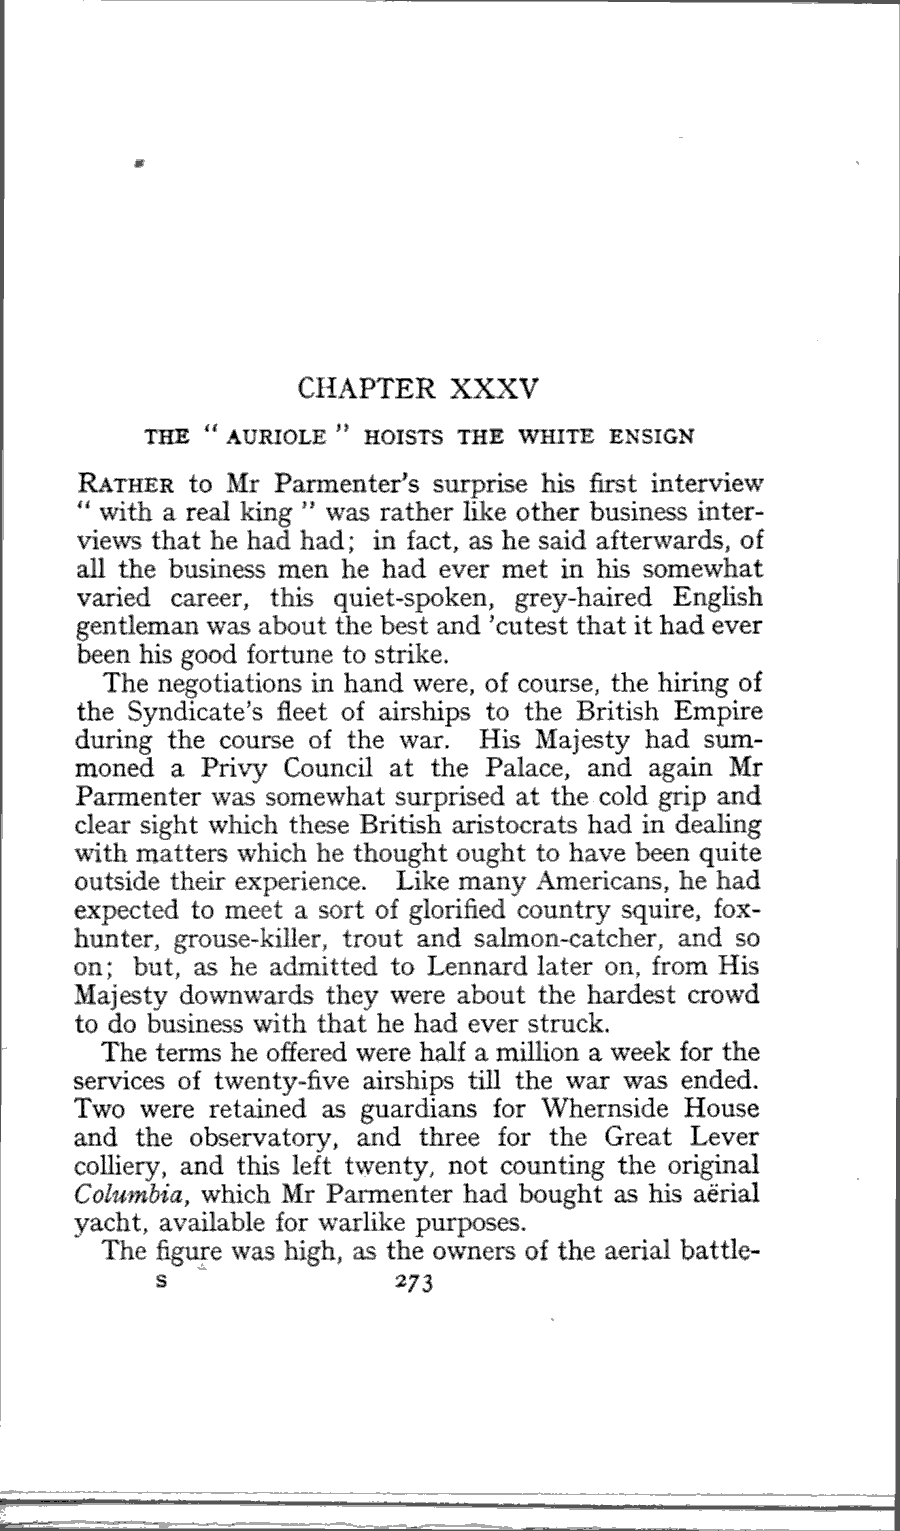 CHAPTER XXXV
THE " AURIOLE " HOISTS THE WHITE ENSIGN
RATHER to Mr Parmenter's surprise his first interview
" with a real king " was rather like other business inter-
views that he had had; in fact, as he said afterwards, of
all the business men he had ever met in his somewhat
varied career, this quiet-spoken, grey-haired English
gentleman was about the best and 'cutest that it had ever
been his good fortune to strike.
The negotiations in hand were, of course, the hiring of
the Syndicate's fleet of airships to the British Empire
during the course of the war. His Majesty had sum-
moned a Privy Council at the Palace, and again Mr
Parmenter was somewhat surprised at the cold grip and
clear sight which these British aristocrats had in dealing
with matters which he thought ought to have been quite
outside their experience. Like many Americans, he had
expected to meet a sort of glorified country squire, fox-
hunter, grouse-killer, trout and salmon-catcher, and so
on; but, as he admitted to Lennard later on, from His
Majesty downwards they were about the hardest crowd
to do business with that he had ever struck.
The terms he offered were half a million a week for the
services of twenty-five airships till the war was ended.
Two were retained as guardians for Whernside House
and the observatory, and three for the Great Lever
colliery, and this left twenty, not counting the original
Columbia, which Mr Parmenter had bought as his aërial
yacht, available for warlike purposes.
The figure was high, as the owners of the aerial battle-
S 273